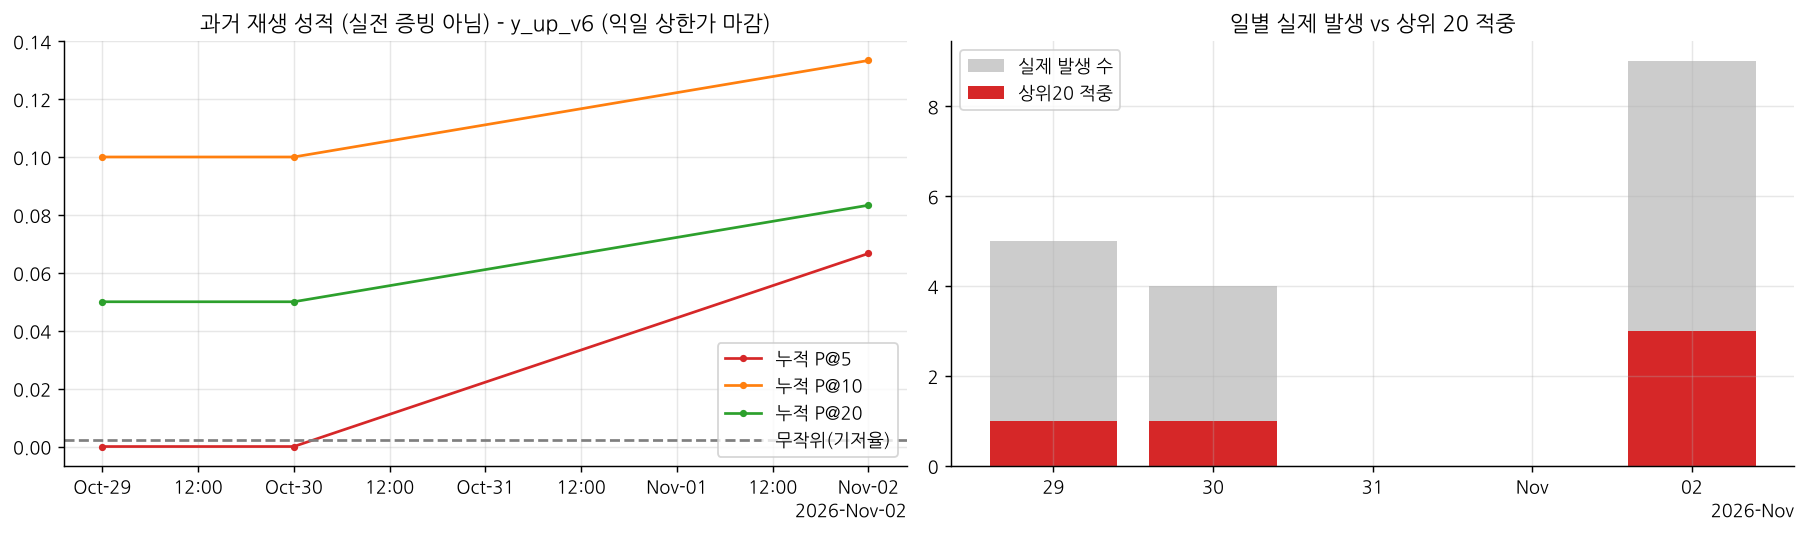 과거 재생 성적 (실전 증빙 아님) - y_up_v6 (익일 상한가 마감)
0.14
0.12
0.10
0.08
0.06
0.04
0.02
0.00
누적 P@5
누적 P@10
누적 P@20
무작위(기저율)
Oct-29 12:00 Oct-30 12:00 Oct-31 12:00 Nov-01 12:00 Nov-02
2026-Nov-02
일별 실제 발생 vs 상위 20 적중
실제 발생 수
상위20 적중
8
6
4
2
0
29 30 31 Nov 02
2026-Nov